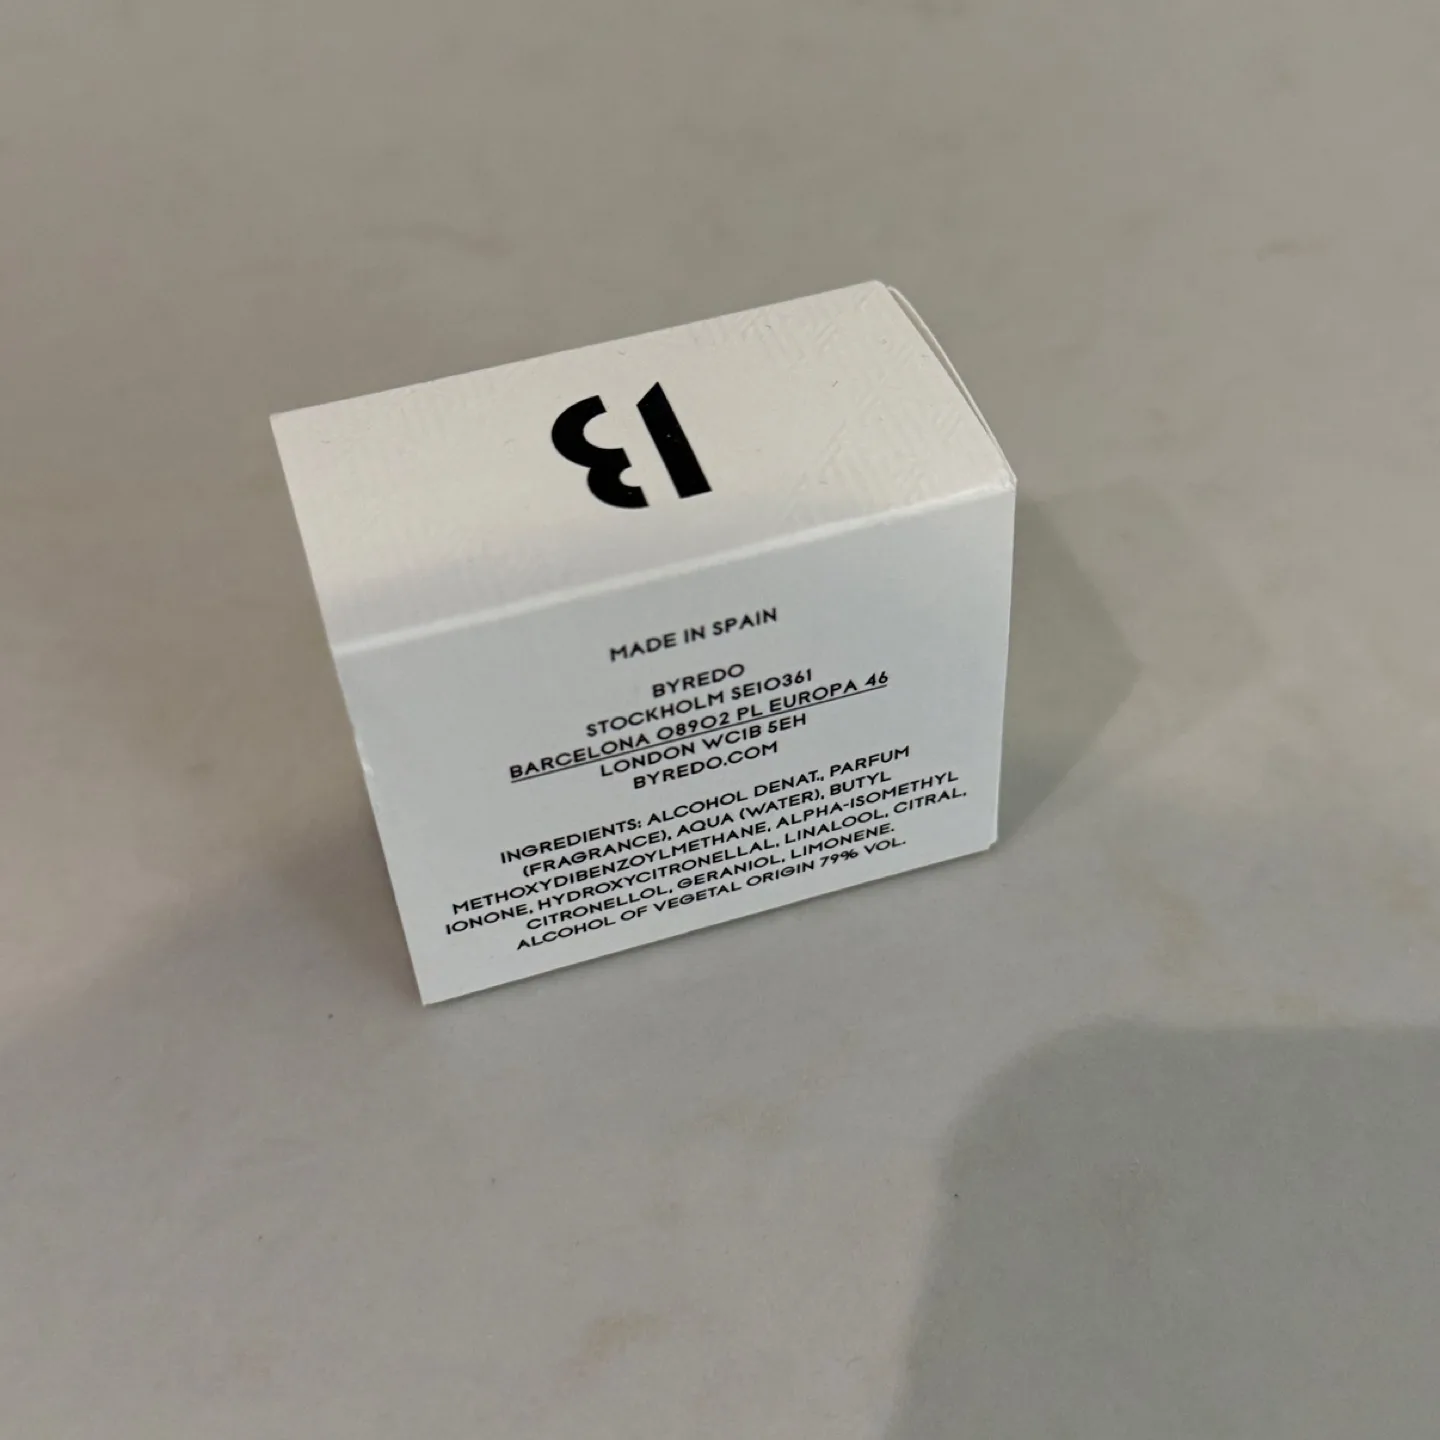 MADE IN SPAIN
BYREDO
STOCKHOLM SE10361
BARCELONA 08902 PL EUROPA 46
LONDON WC1B 5EH
BYREDO.COM
INGREDIENTS: ALCOHOL DENAT., PARFUM
(FRAGRANCE), AQUA (WATER), BUTYL
METHOXYDIBENZOYLMETHANE, ALPHA-ISOMETHYL
IONONE, HYDROXYCITRONELLAL, LINALOOL, CITRAL,
CITRONELLOL, GERANIOL, LIMONENE.
ALCOHOL OF VEGETAL ORIGIN 79% VOL.